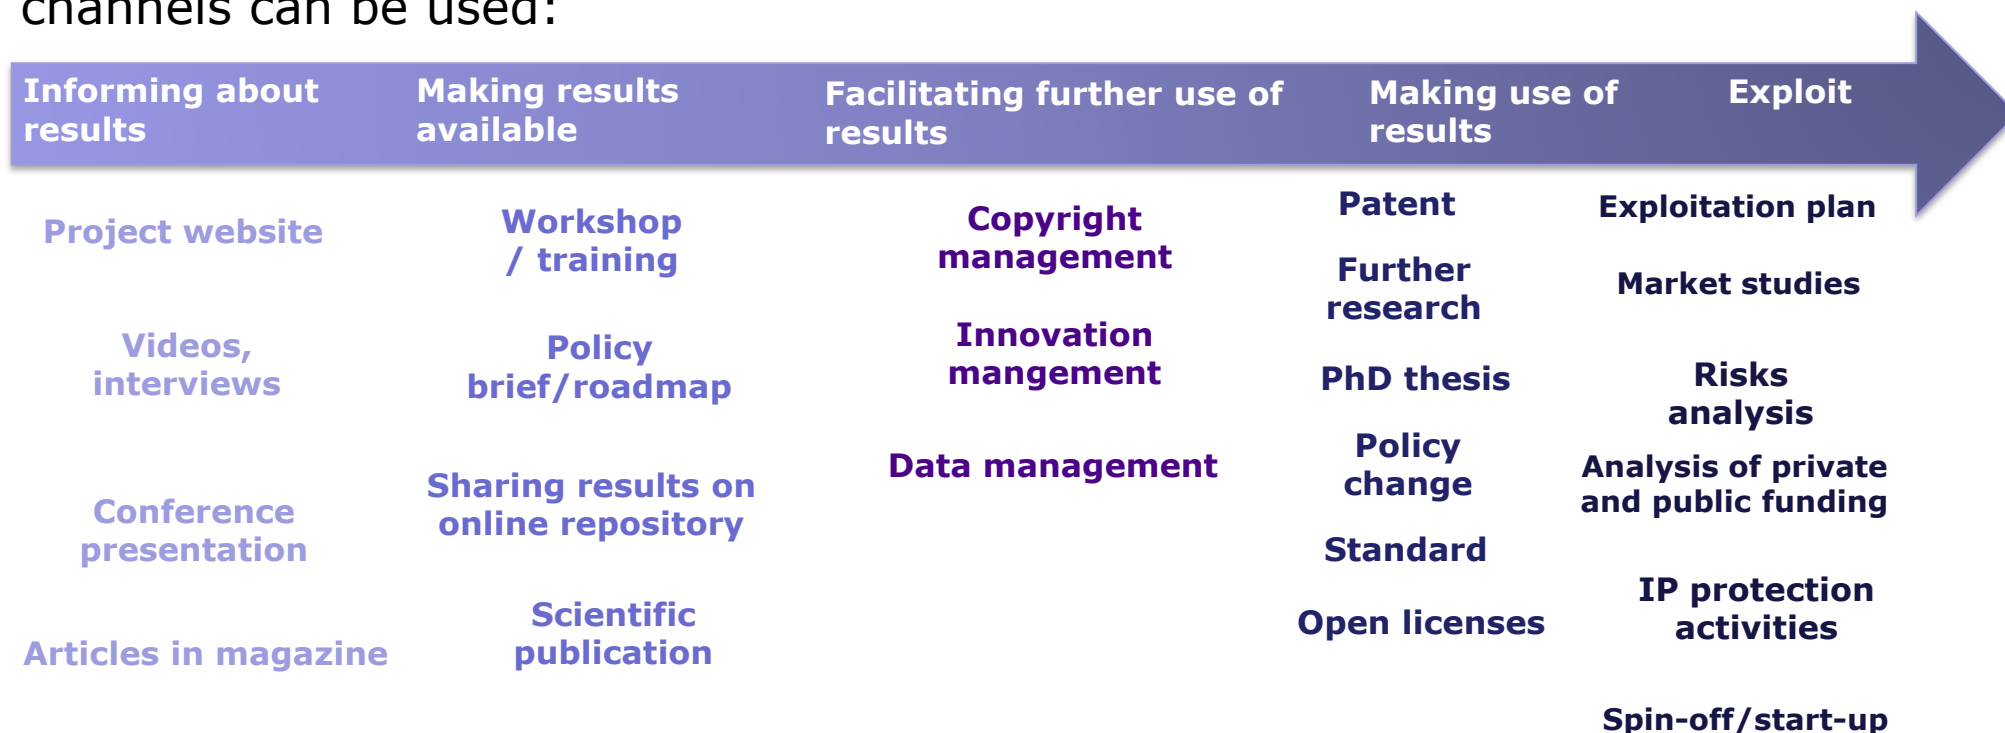 channels can be used:
Informing about
results
Making results
available
Facilitating further use of
results
Making use of
results
Exploit
Project website
Videos,
interviews
Conference
presentation
Articles in magazine
Workshop
/ training
Policy
brief/roadmap
Sharing results on
online repository
Scientific
publication
Copyright
management
Innovation
mangement
Data management
Patent
Further
research
PhD thesis
Policy
change
Standard
Open licenses
Exploitation plan
Market studies
Risks
analysis
Analysis of private
and public funding
IP protection
activities
Spin-off/start-up